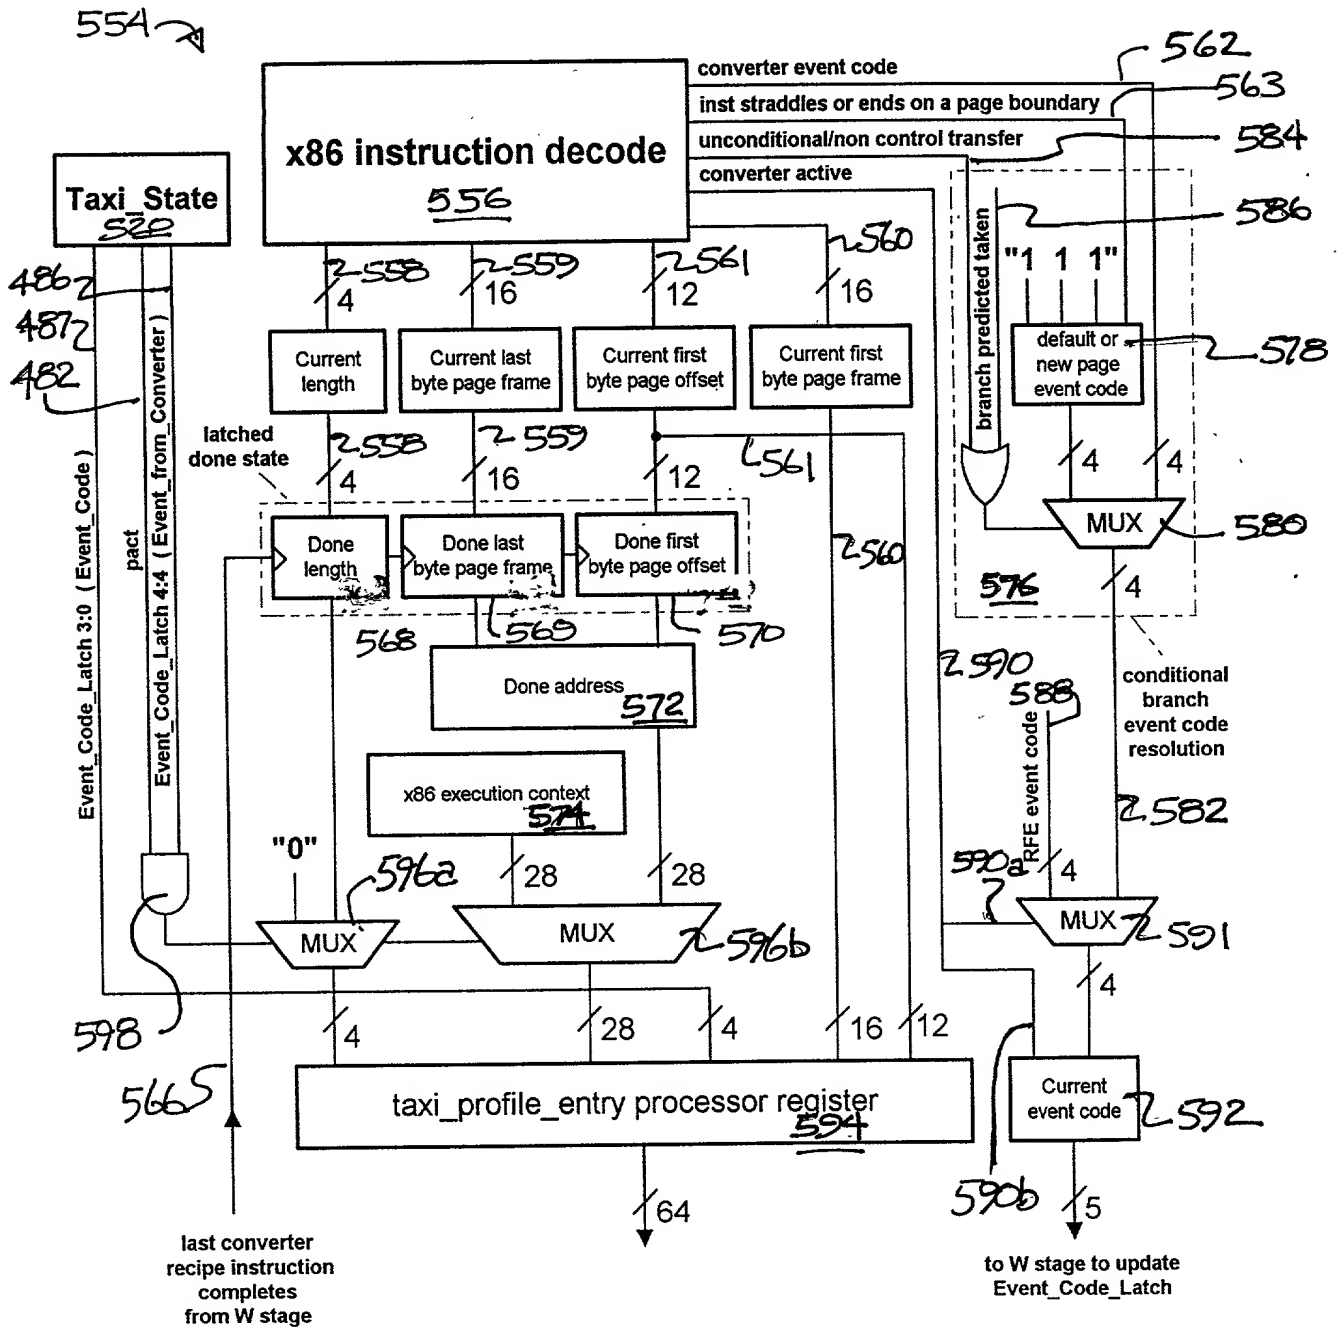 554
562
converter event code
563
inst straddles or ends on a page boundary
584
unconditional/non control transfer
x86 instruction decode
converter active
556
Taxi_State
520
586
branch predicted taken
"1 1 1"
560
558
559
561
4
16
12
16
486
487
482
578
default or
new page
event code
Current
length
Current last
byte page frame
Current first
byte page offset
Current first
byte page frame
latched
done state
558
559
561
4
16
12
4
4
MUX
580
Event_Code_Latch 3:0 ( Event_Code )
pact
Event_Code_Latch 4:4 ( Event_from_Converter )
Done
length
Done last
byte page frame
Done first
byte page offset
560
576
4
568
569
570
590
conditional
branch
event code
resolution
Done address
572
588
RFE event code
x86 execution context
574
582
"0"
596a
28
28
590a
4
MUX
MUX
596b
MUX
591
598
4
28
4
16
12
4
566
taxi_profile_entry processor register
594
Current
event code
592
590b
64
5
last converter
recipe instruction
completes
from W stage
to W stage to update
Event_Code_Latch